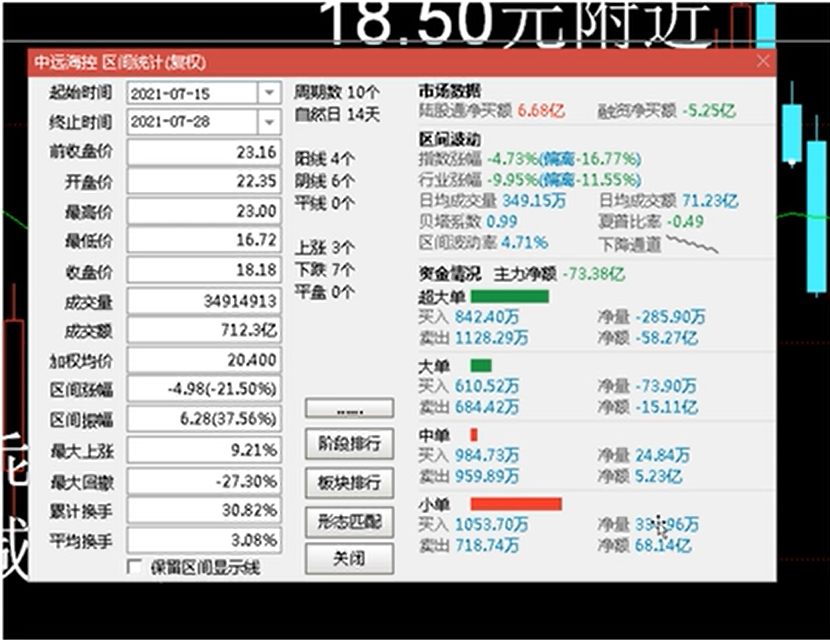 18.50元附近
中远海控 区间统计(复权)
起始时间 2021-07-15
终止时间 2021-07-28
前收盘价 23.16
开盘价 22.35
最高价 23.00
最低价 16.72
收盘价 18.18
成交量 34914913
成交额 712.3亿
加权均价 20.400
区间涨幅 -4.98(-21.50%)
区间振幅 6.28(37.56%)
最大上涨 9.21%
最大回撤 -27.30%
累计换手 30.82%
平均换手 3.08%
保留区间显示线
周期数 10个
自然日 14天
阳线 4个
阴线 6个
平线 0个
上涨 3个
下跌 7个
平盘 0个
......
阶段排行
板块排行
形态匹配
关闭
市场数据
陆股通净买额 6.68亿 融资净买额 -5.25亿
区间波动
指数涨幅 -4.73%(偏离-16.77%)
行业涨幅 -9.95%(偏离-11.55%)
日均成交量 349.15万 日均成交额 71.23亿
贝塔系数 0.99 夏普比率 -0.49
区间波动率 4.71% 下降通道
资金情况 主力净额 -73.38亿
超大单
买入 842.40万 净量 -285.90万
卖出 1128.29万 净额 -58.27亿
大单
买入 610.52万 净量 -73.90万
卖出 684.42万 净额 -15.11亿
中单
买入 984.73万 净量 24.84万
卖出 959.89万 净额 5.23亿
小单
买入 1053.70万 净量
卖出 718.74万 净额 68.14亿